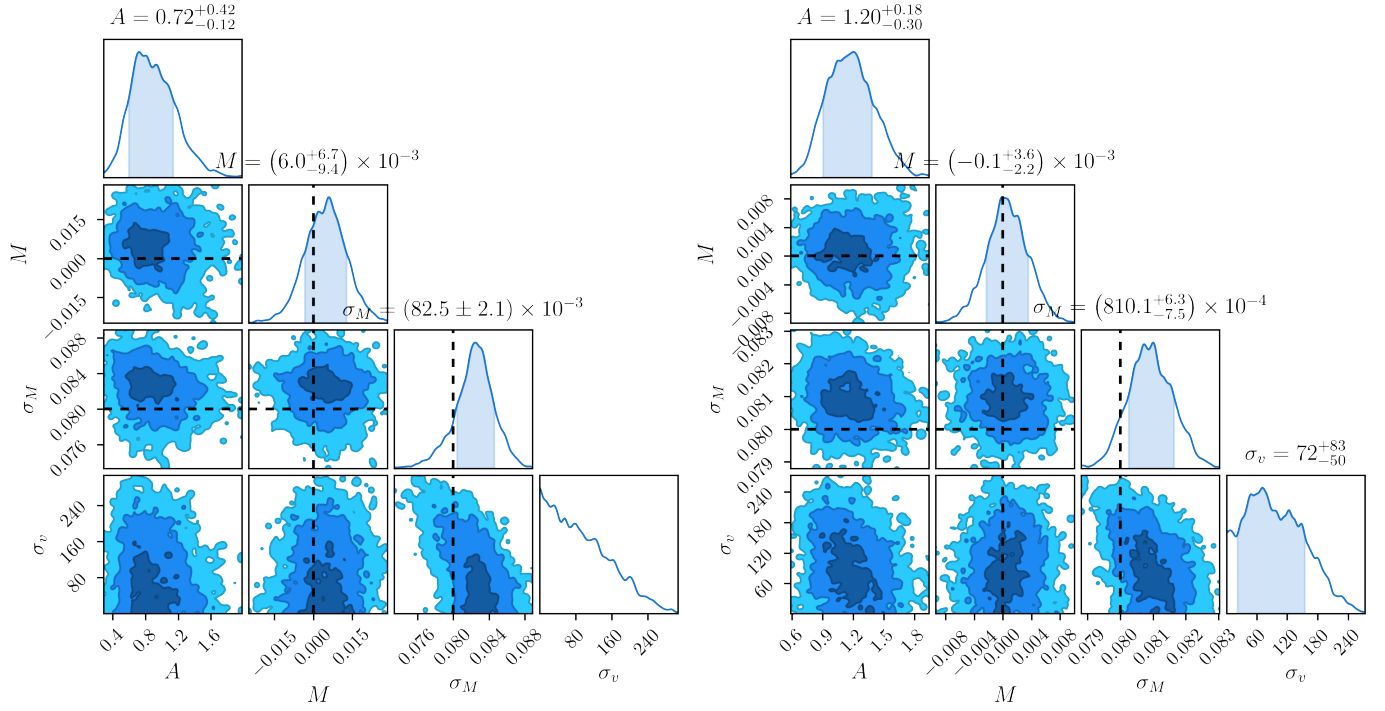 A = 0.72^{+0.42}_{-0.12}
A = 1.20^{+0.18}_{-0.30}
M = (6.0^{+6.7}_{-9.4}) × 10^{-3}
M = (-0.1^{+3.6}_{-2.2}) × 10^{-3}
M
0.015
0.000
-0.015
M
0.008
0.004
0.000
-0.004
-0.008
σ_M = (82.5 ± 2.1) × 10^{-3}
σ_M = (810.1^{+6.3}_{-7.5}) × 10^{-4}
σ_M
0.088
0.084
0.080
0.076
σ_M
0.083
0.082
0.081
0.080
0.079
σ_v = 72^{+83}_{-50}
σ_v
240
160
80
σ_v
240
180
120
60
0.4 0.8 1.2 1.6
-0.015 0.000 0.015
0.076 0.080 0.084 0.088
80 160 240
0.6 0.9 1.2 1.5 1.8
-0.008 -0.004 0.000 0.004 0.008
0.079 0.080 0.081 0.082 0.083
60 120 180 240
A
M
σ_M
σ_v
A
M
σ_M
σ_v